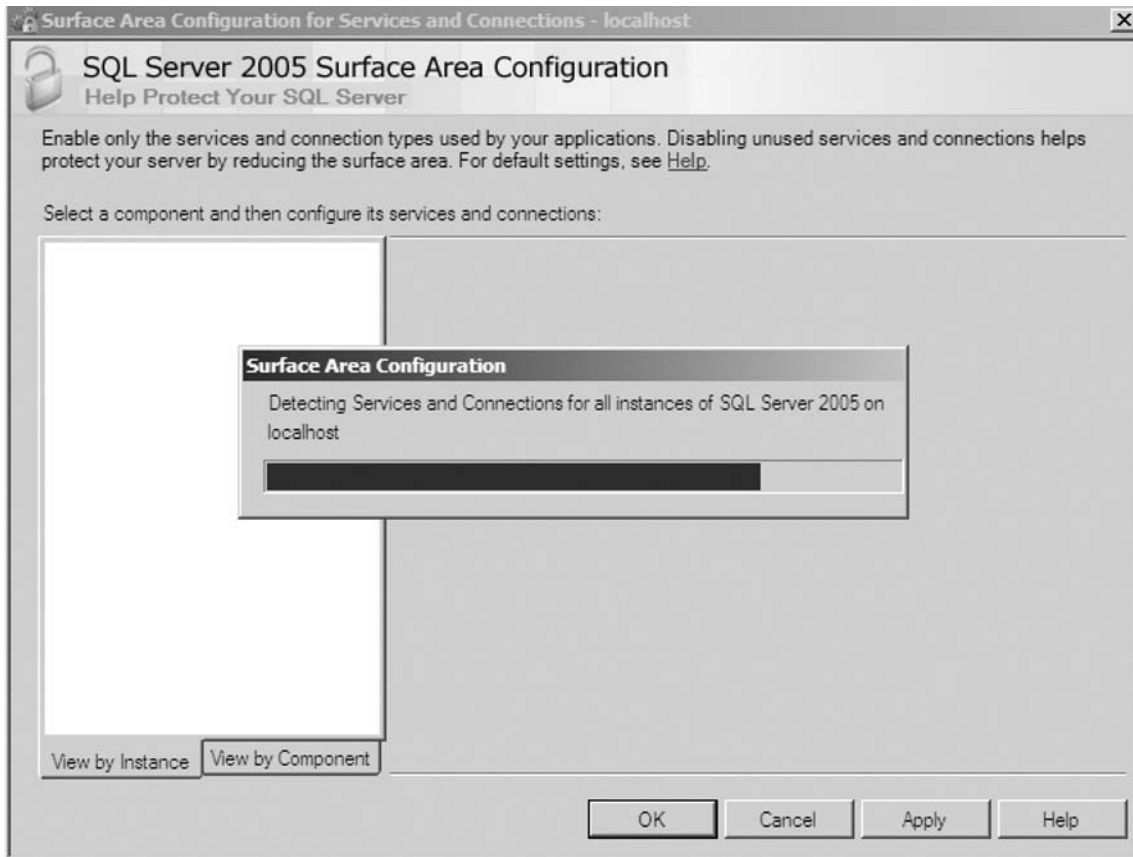 Surface Area Configuration for Services and Connections - localhost
SQL Server 2005 Surface Area Configuration
Help Protect Your SQL Server
Enable only the services and connection types used by your applications. Disabling unused services and connections helps
protect your server by reducing the surface area. For default settings, see Help.
Select a component and then configure its services and connections:
Surface Area Configuration
Detecting Services and Connections for all instances of SQL Server 2005 on
localhost
View by Instance
View by Component
OK
Cancel
Apply
Help